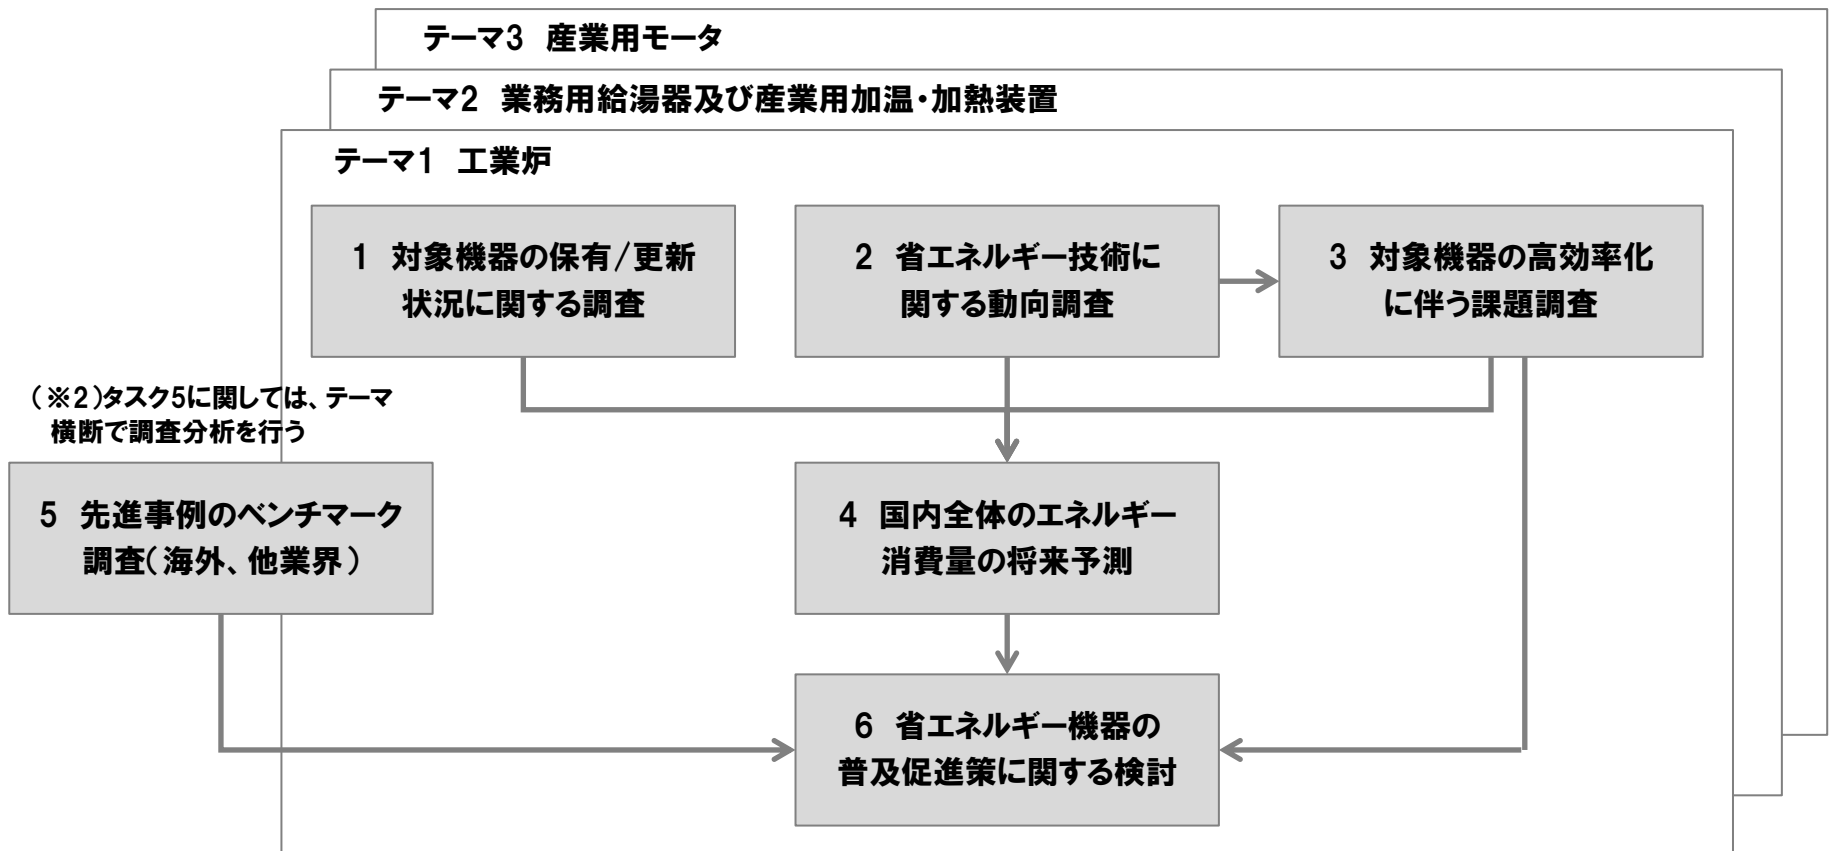 テーマ3 産業用モータ
テーマ2 業務用給湯器及び産業用加温・加熱装置
テーマ1 工業炉
1 対象機器の保有/更新
状況に関する調査
2 省エネルギー技術に
関する動向調査
3 対象機器の高効率化
に伴う課題調査
(※2)タスク5に関しては、テーマ
横断で調査分析を行う
5 先進事例のベンチマーク
調査(海外、他業界)
4 国内全体のエネルギー
消費量の将来予測
6 省エネルギー機器の
普及促進策に関する検討